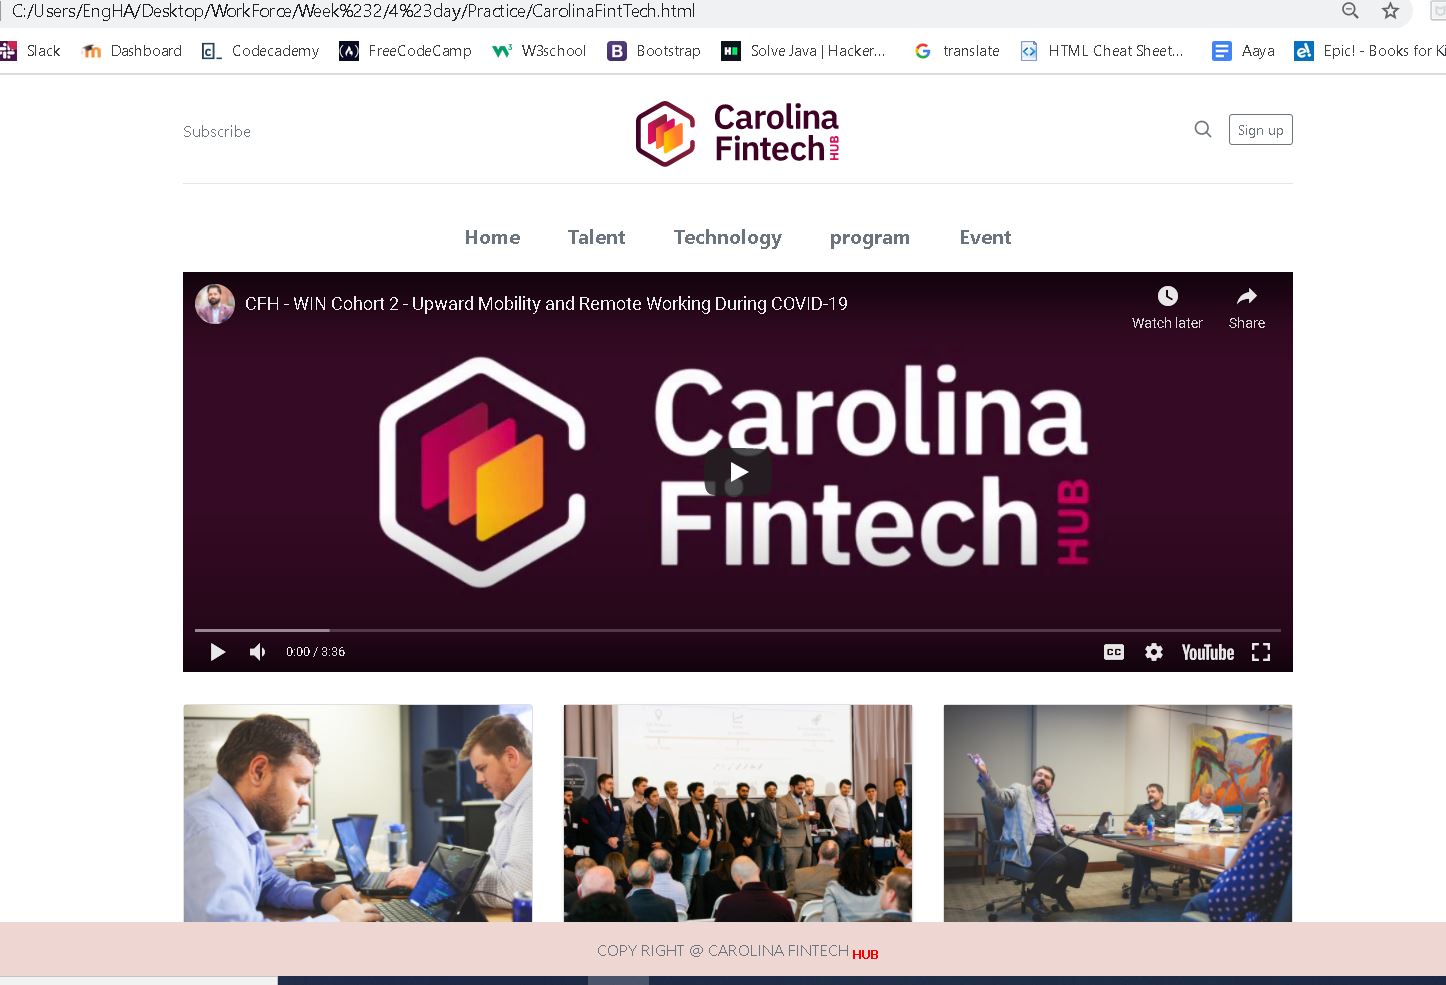 C:/Users/EngHA/Desktop/WorkForce/Week%232/4%23day/Practice/CarolinaFintTech.html
Slack Dashboard Codecademy FreeCodeCamp W3school Bootstrap Solve Java | Hacker... translate HTML Cheat Sheet... Aaya Epic! - Books for Ki
Subscribe
Carolina
Fintech HUB
Sign up
Home Talent Technology program Event
CFH - WIN Cohort 2 - Upward Mobility and Remote Working During COVID-19
Watch later Share
Carolina
Fintech HUB
0:00 / 3:36
CC YouTube
COPY RIGHT @ CAROLINA FINTECH HUB